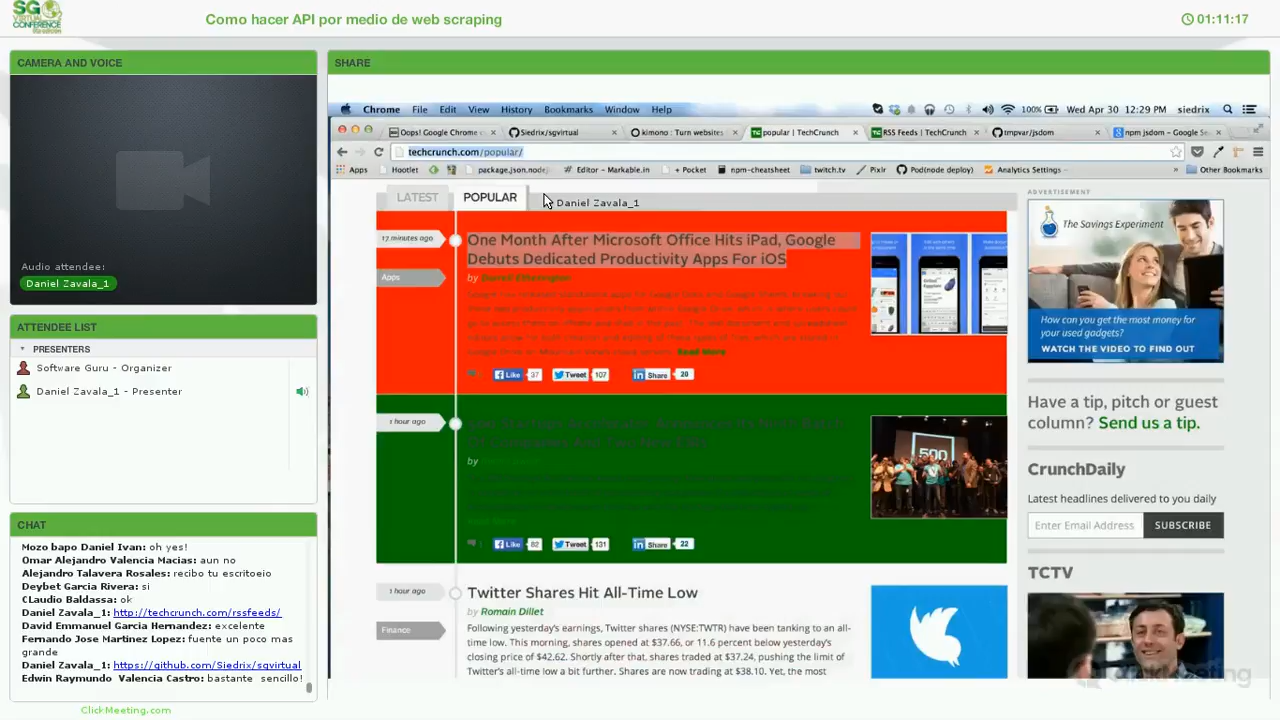 SG
VIRTUAL
CONFERENCE
Como hacer API por medio de web scraping
01:11:17
CAMERA AND VOICE
Audio attendee:
Daniel Zavala_1
ATTENDEE LIST
PRESENTERS
Software Guru - Organizer
Daniel Zavala_1 - Presenter
CHAT
Mozo bapo Daniel Ivan: oh yes!
Omar Alejandro Valencia Macias: aun no
Alejandro Talavera Rosales: recibo tu escritoeio
Deybet Garcia Rivera: si
Claudio Baldassa: ok
Daniel Zavala_1: http://techcrunch.com/rssfeeds/
David Emmanuel Garcia Hernandez: excelente
Fernando Jose Martinez Lopez: fuente un poco mas
grande
Daniel Zavala_1: https://github.com/Siedrix/sgvirtual
Edwin Raymundo Valencia Castro: bastante sencillo!
ClickMeeting.com
SHARE
Chrome File Edit View History Bookmarks Window Help
100% Wed Apr 30 12:29 PM siedrix
Oops! Google Chrome c
Siedrix/sgvirtual
kimono : Turn websites
popular | TechCrunch
RSS Feeds | TechCrunch
tmpvar/jsdom
npm jsdom - Google Se
techcrunch.com/popular/
Apps
Hootlet
package.json.node
Editor - Markable.in
+ Pocket
npm-cheatsheet
twitch.tv
Pixlr
Pod(node deploy)
Analytics Settings -
Other Bookmarks
LATEST
POPULAR
Daniel Zavala_1
17 minutes ago
Apps
One Month After Microsoft Office Hits iPad, Google
Debuts Dedicated Productivity Apps For iOS
by Darrell Etherington
Read More
Like 37
Tweet 107
Share 20
1 hour ago
by
Like 82
Tweet 131
Share 22
1 hour ago
Finance
Twitter Shares Hit All-Time Low
by Romain Dillet
Following yesterday's earnings, Twitter shares (NYSE:TWTR) have been tanking to an all-
time low. This morning, shares opened at $37.66, or 11.6 percent below yesterday's
closing price of $42.62. Shortly after that, shares traded at $37.24, pushing the limit of
Twitter's all-time low a bit further. Shares are now trading at $38.10. Yet, the most
ADVERTISEMENT
The Savings Experiment
How can you get the most money for
your used gadgets?
WATCH THE VIDEO TO FIND OUT
Have a tip, pitch or guest
column? Send us a tip.
CrunchDaily
Latest headlines delivered to you daily
Enter Email Address
SUBSCRIBE
TCTV